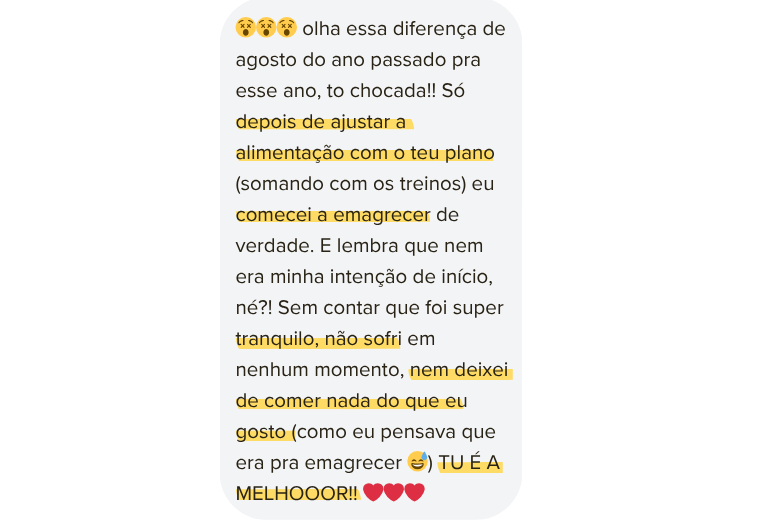 😵😵😵 olha essa diferença de
agosto do ano passado pra
esse ano, to chocada!! Só
depois de ajustar a
alimentação com o teu plano
(somando com os treinos) eu
comecei a emagrecer de
verdade. E lembra que nem
era minha intenção de início,
né?! Sem contar que foi super
tranquilo, não sofri em
nenhum momento, nem deixei
de comer nada do que eu
gosto (como eu pensava que
era pra emagrecer 😅) TU É A
MELHOOOR!! ❤️❤️❤️